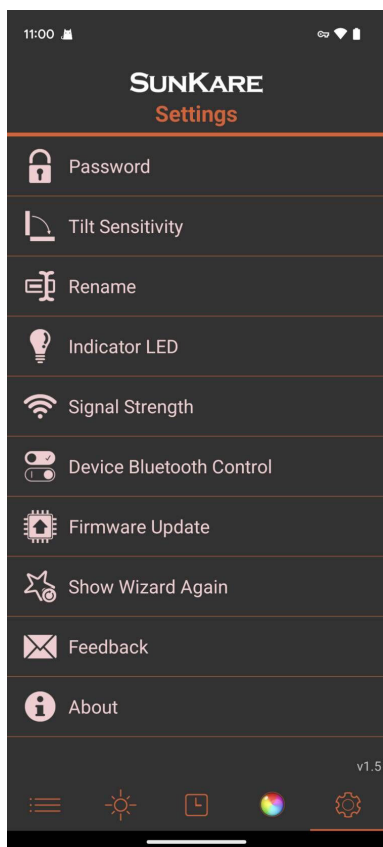 11:00
SUNKARE
Settings
Password
Tilt Sensitivity
Rename
Indicator LED
Signal Strength
Device Bluetooth Control
Firmware Update
Show Wizard Again
Feedback
About
v1.5